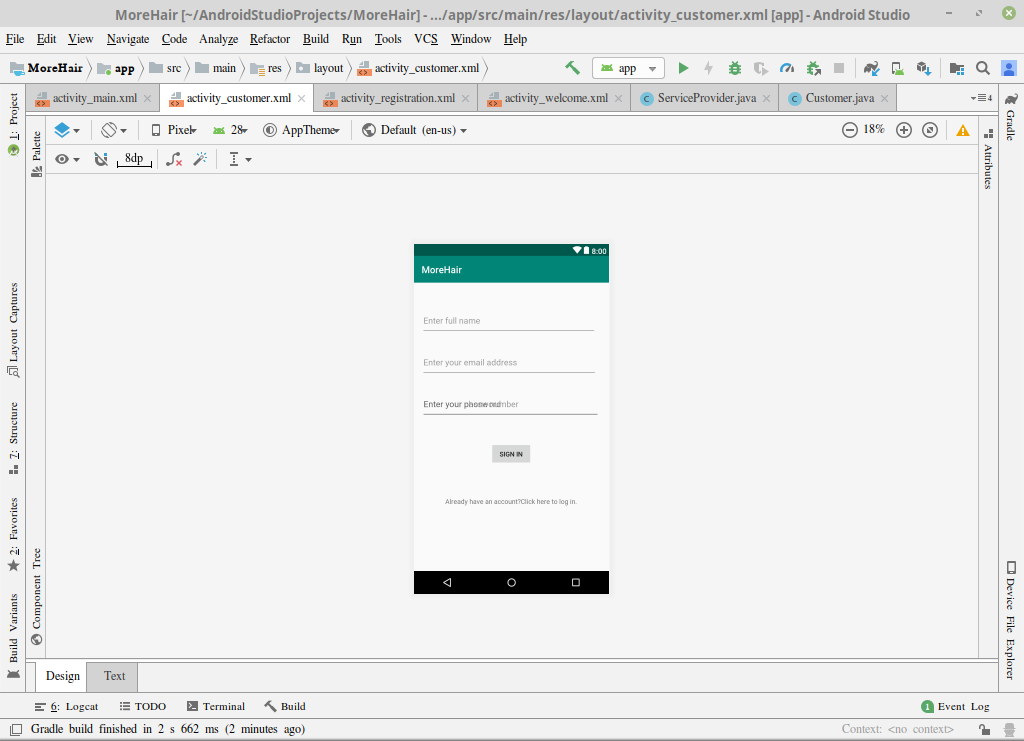 MoreHair [~/AndroidStudioProjects/MoreHair] - .../app/src/main/res/layout/activity_customer.xml [app] - Android Studio
File Edit View Navigate Code Analyze Refactor Build Run Tools VCS Window Help
MoreHair app src main res layout activity_customer.xml app
activity_main.xml activity_customer.xml activity_registration.xml activity_welcome.xml ServiceProvider.java Customer.java 4
Pixel 28 AppTheme Default (en-us) 18%
8dp
1: Project
Layout Captures
7: Structure
2: Favorites
Build Variants
Palette
Component Tree
8:00
MoreHair
Enter full name
Enter your email address
Enter your phone number
SIGN IN
Already have an account?Click here to log in.
Attributes
Gradle
Device File Explorer
Design Text
6: Logcat TODO Terminal Build 1 Event Log
Gradle build finished in 2 s 662 ms (2 minutes ago) Context: <no context>